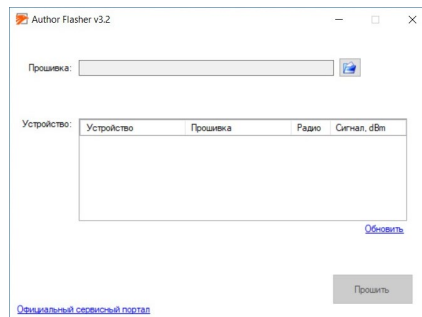 Author Flasher v3.2
Прошивка:
Устройство:
Устройство Прошивка Радио Сигнал, dBm
Обновить
Прошить
Официальный сервисный портал